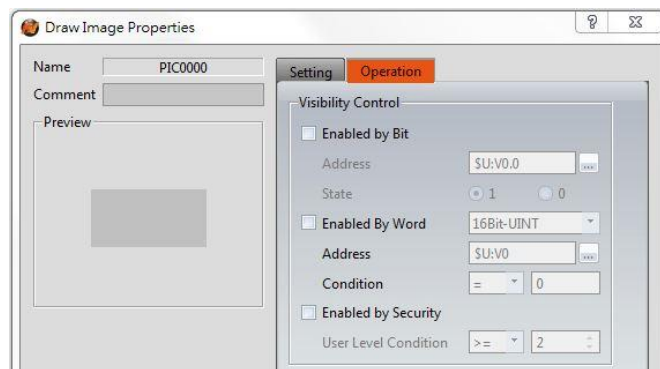 Draw Image Properties
Name PIC0000
Comment
Preview
Setting Operation
Visibility Control
Enabled by Bit
Address $U:V0.0 ...
State 1 0
Enabled By Word 16Bit-UINT
Address $U:V0 ...
Condition = 0
Enabled by Security
User Level Condition >= 2